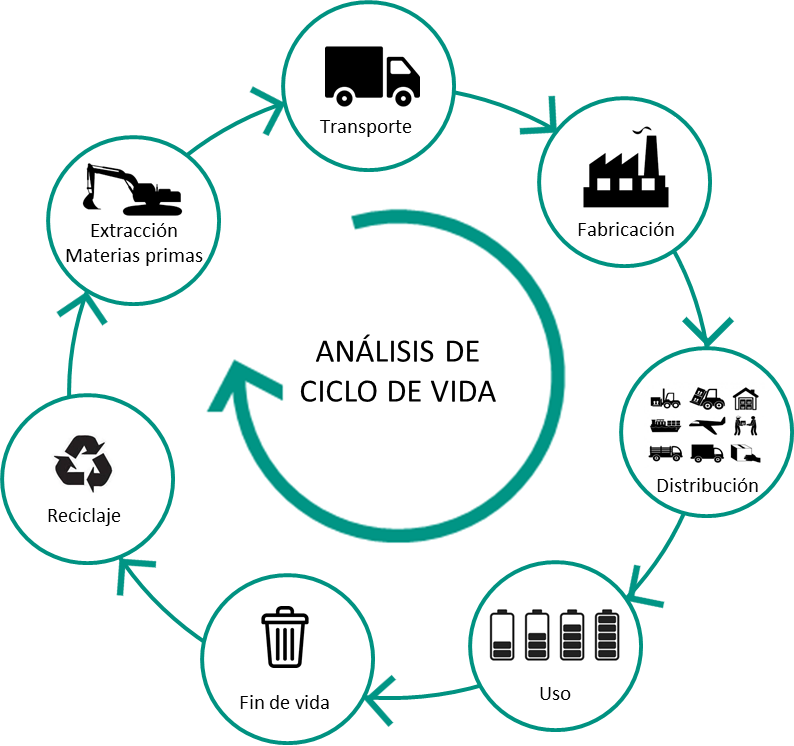 Transporte
Fabricación
Extracción
Materias primas
ANÁLISIS DE
CICLO DE VIDA
Distribución
Reciclaje
Uso
Fin de vida